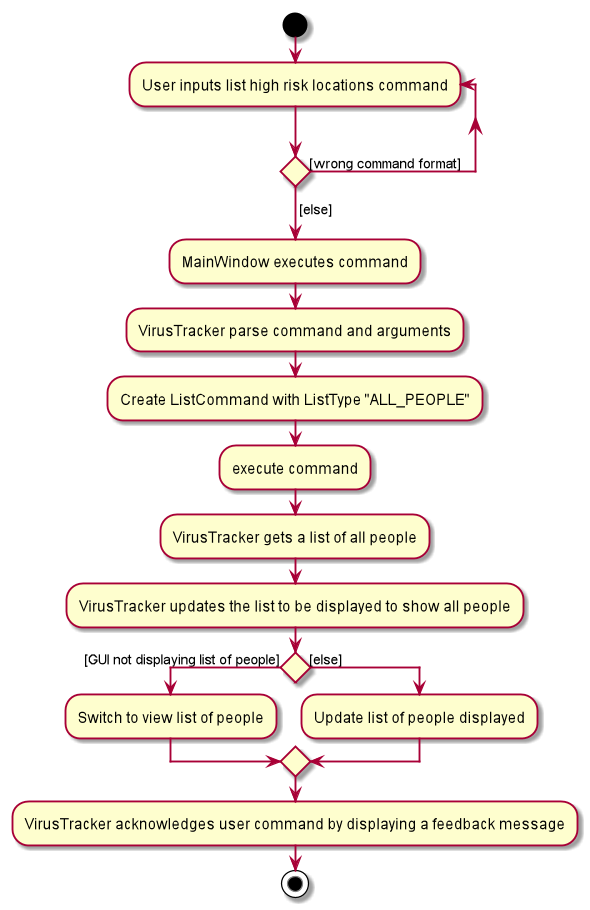 User inputs list high risk locations command
[wrong command format]
[else]
MainWindow executes command
VirusTracker parse command and arguments
Create ListCommand with ListType "ALL_PEOPLE"
execute command
VirusTracker gets a list of all people
VirusTracker updates the list to be displayed to show all people
[GUI not displaying list of people]
[else]
Switch to view list of people
Update list of people displayed
VirusTracker acknowledges user command by displaying a feedback message